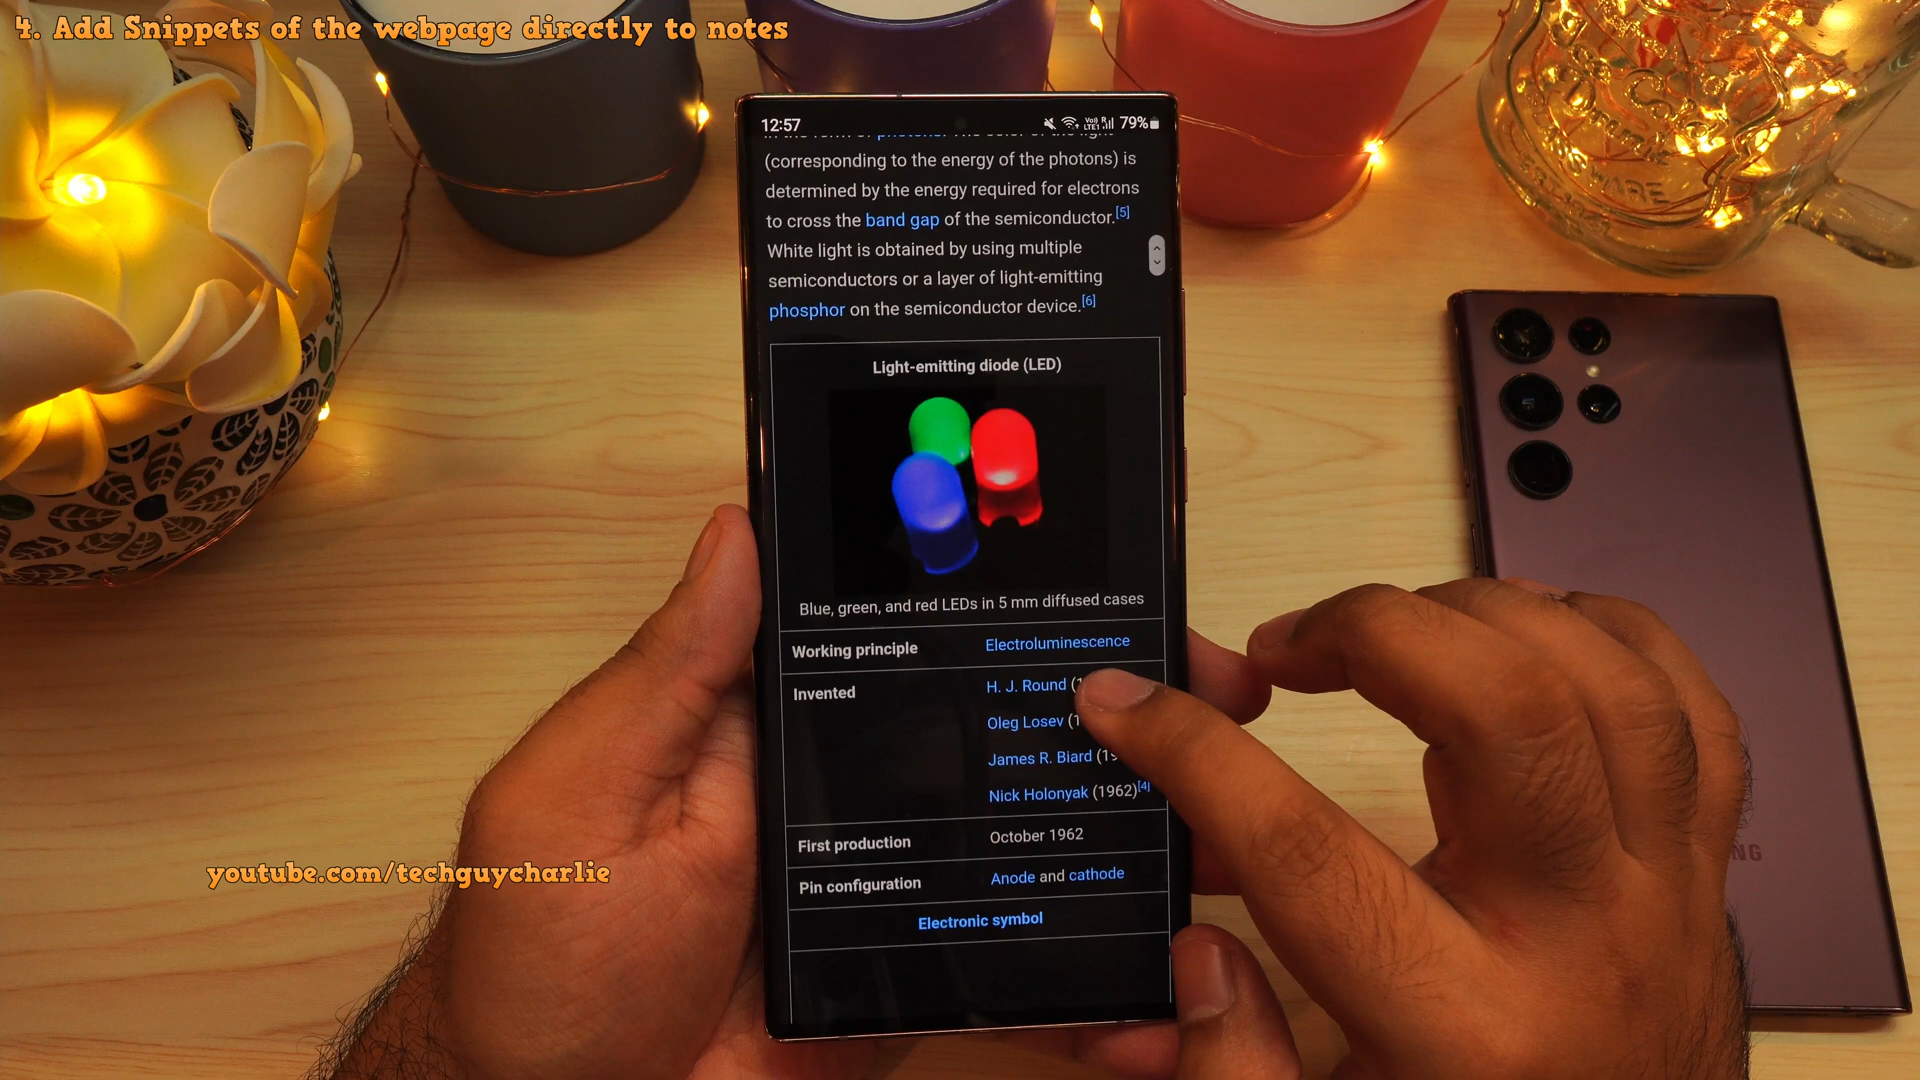 4. Add Snippets of the webpage directly to notes
12:57
79%
(corresponding to the energy of the photons) is
determined by the energy required for electrons
to cross the band gap of the semiconductor.[5]
White light is obtained by using multiple
semiconductors or a layer of light-emitting
phosphor on the semiconductor device.[6]
Light-emitting diode (LED)
Blue, green, and red LEDs in 5 mm diffused cases
Working principle Electroluminescence
Invented H. J. Round
Oleg Losev
James R. Biard
Nick Holonyak (1962)[4]
First production October 1962
Pin configuration Anode and cathode
Electronic symbol
youtube.com/techguycharlie